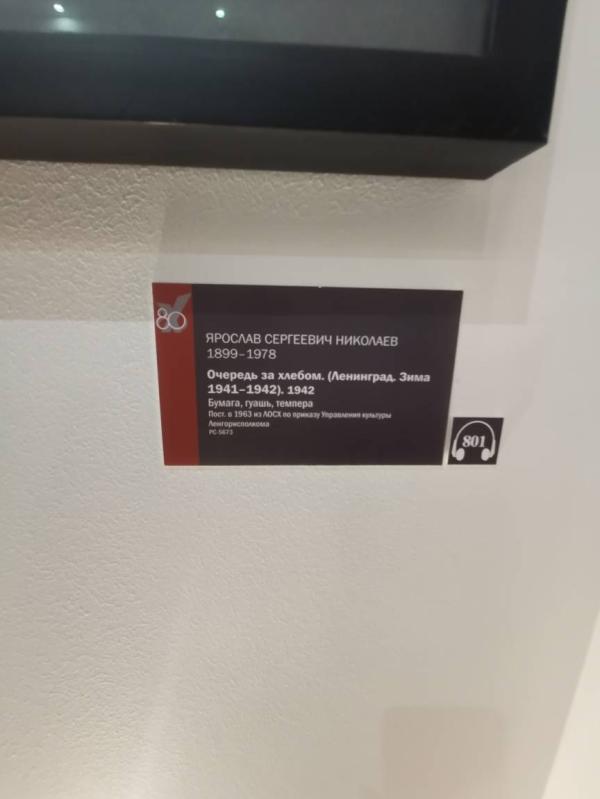 80
ЯРОСЛАВ СЕРГЕЕВИЧ НИКОЛАЕВ
1899–1978
Очередь за хлебом. (Ленинград. Зима
1941–1942). 1942
Бумага, гуашь, темпера
Пост. в 1963 из ЛОСХ по приказу Управления культуры
Ленгорисполкома
РС-5673
801